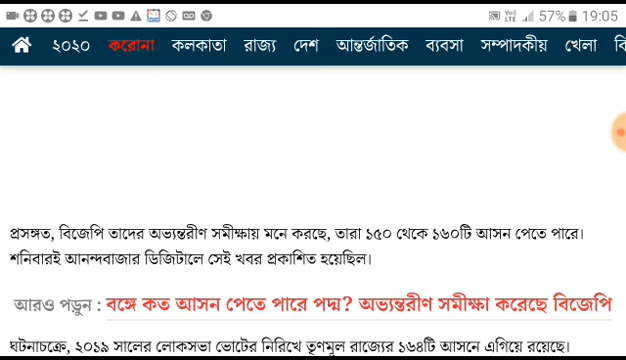 Vo) LTE 57% 19:05
২০২০ করোনা কলকাতা রাজ্য দেশ আন্তর্জাতিক ব্যবসা সম্পাদকীয় খেলা বি
প্রসঙ্গত, বিজেপি তাদের অভ্যন্তরীণ সমীক্ষায় মনে করছে, তারা ১৫০ থেকে ১৬০টি আসন পেতে পারে।
শনিবারই আনন্দবাজার ডিজিটালে সেই খবর প্রকাশিত হয়েছিল।
আরও পড়ুন : বঙ্গে কত আসন পেতে পারে পদ্ম? অভ্যন্তরীণ সমীক্ষা করেছে বিজেপি
ঘটনাচক্রে, ২০১৯ সালের লোকসভা ভোটের নিরিখে তৃণমূল রাজ্যের ১৬৪টি আসনে এগিয়ে রয়েছে।